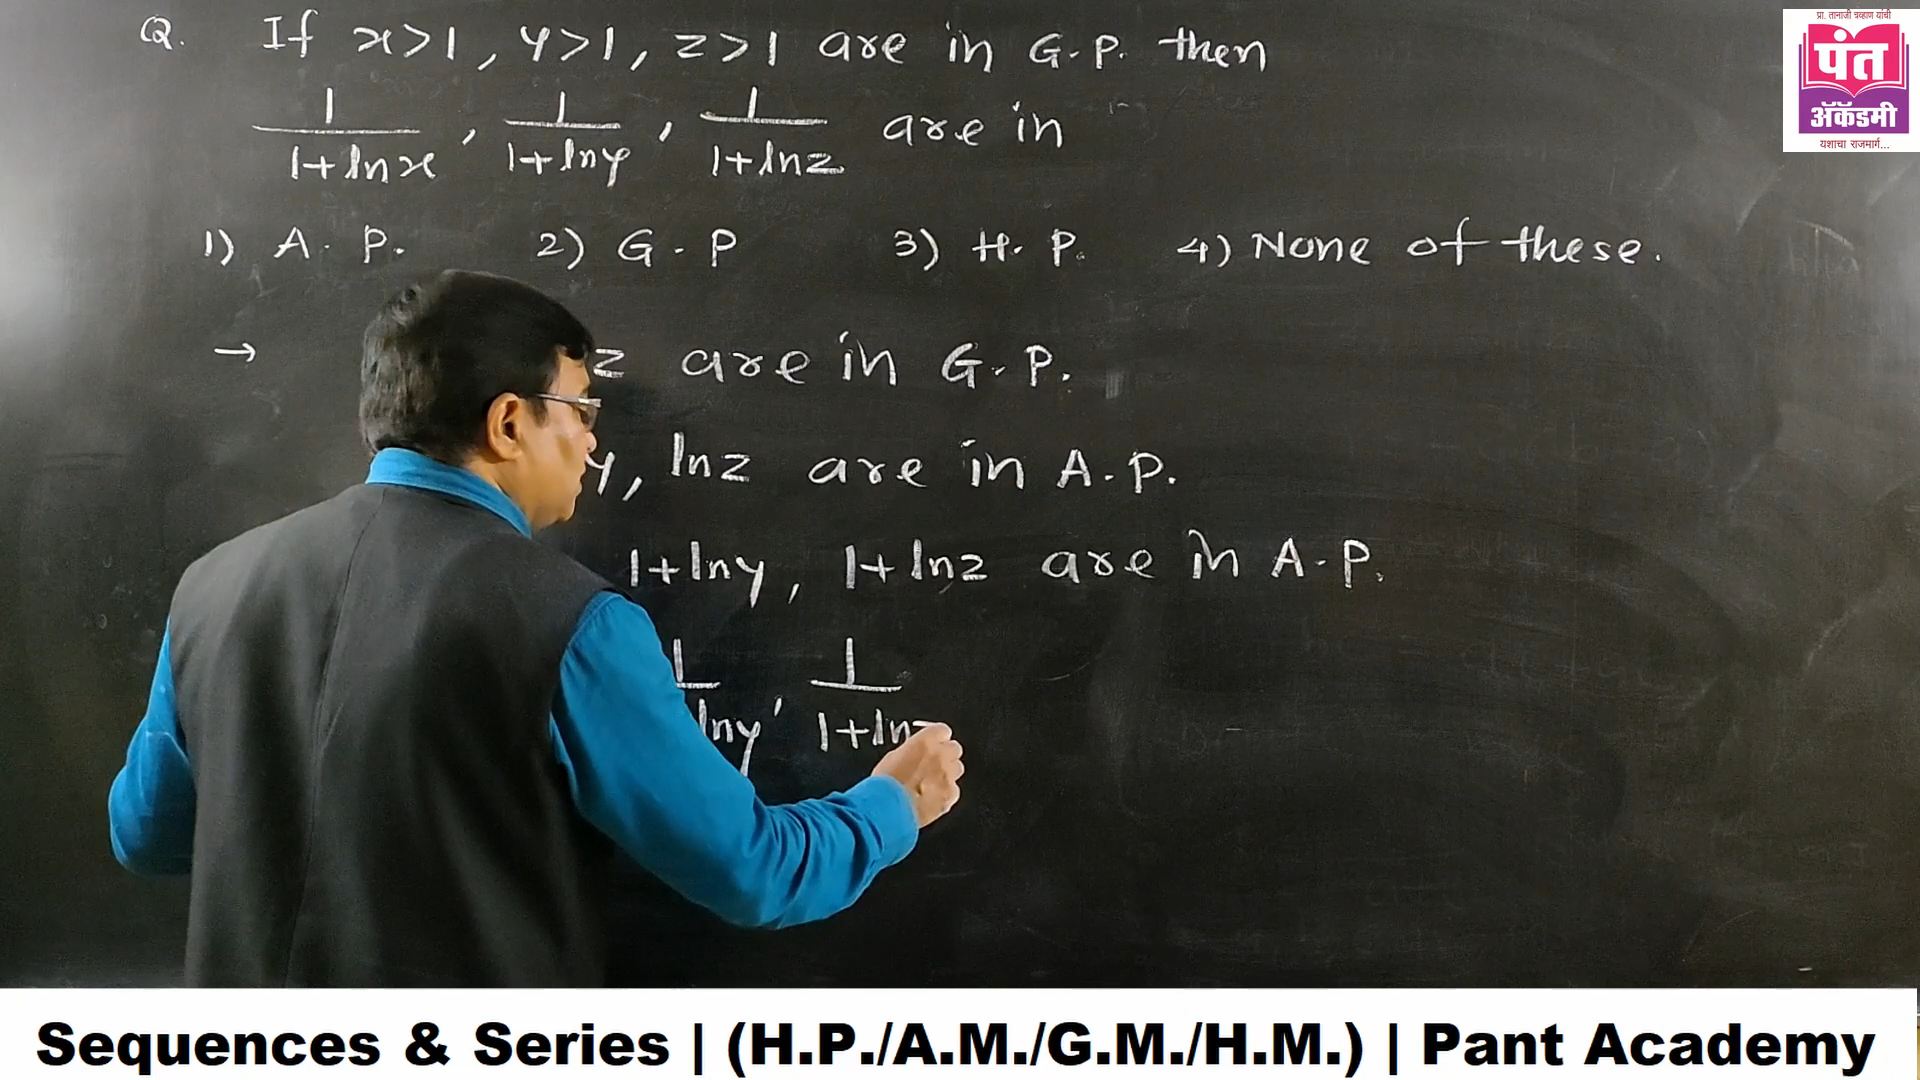 Q. If x>1, y>1, z>1 are in G.P. then
1/1+lnx, 1/1+lny, 1/1+lnz are in
1) A.P. 2) G.P 3) H.P. 4) None of these.
→ z are in G.P.
y, lnz are in A.P.
1+lny, 1+lnz are in A.P.
1/lny, 1/1+lnz
प्रा. तानाजी चव्हाण यांची
पंत
अ‍ॅकॅडमी
यशाचा राजमार्ग...
Sequences & Series | (H.P./A.M./G.M./H.M.) | Pant Academy